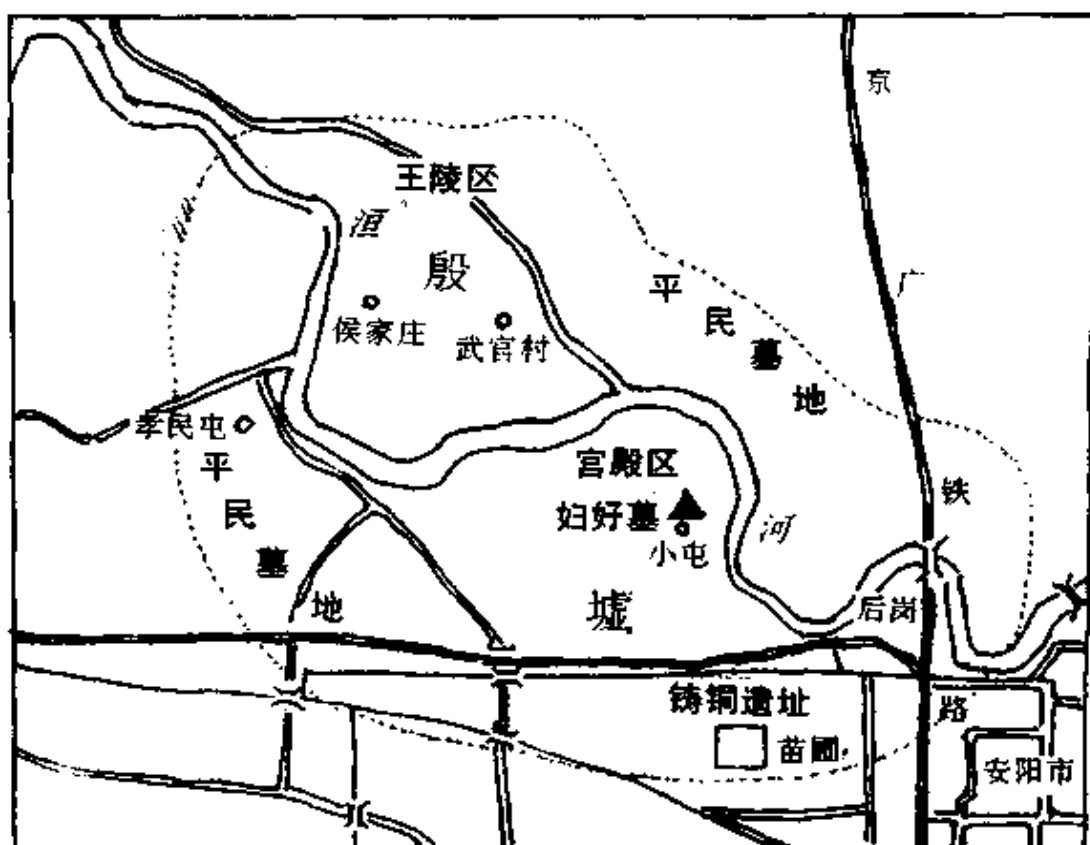 京
广
铁
路
王陵区
洹
河
殷
墟
侯家庄
武官村
平民墓地
孝民屯
平民墓地
宫殿区
妇好墓
小屯
后岗
铸铜遗址
苗圃
安阳市